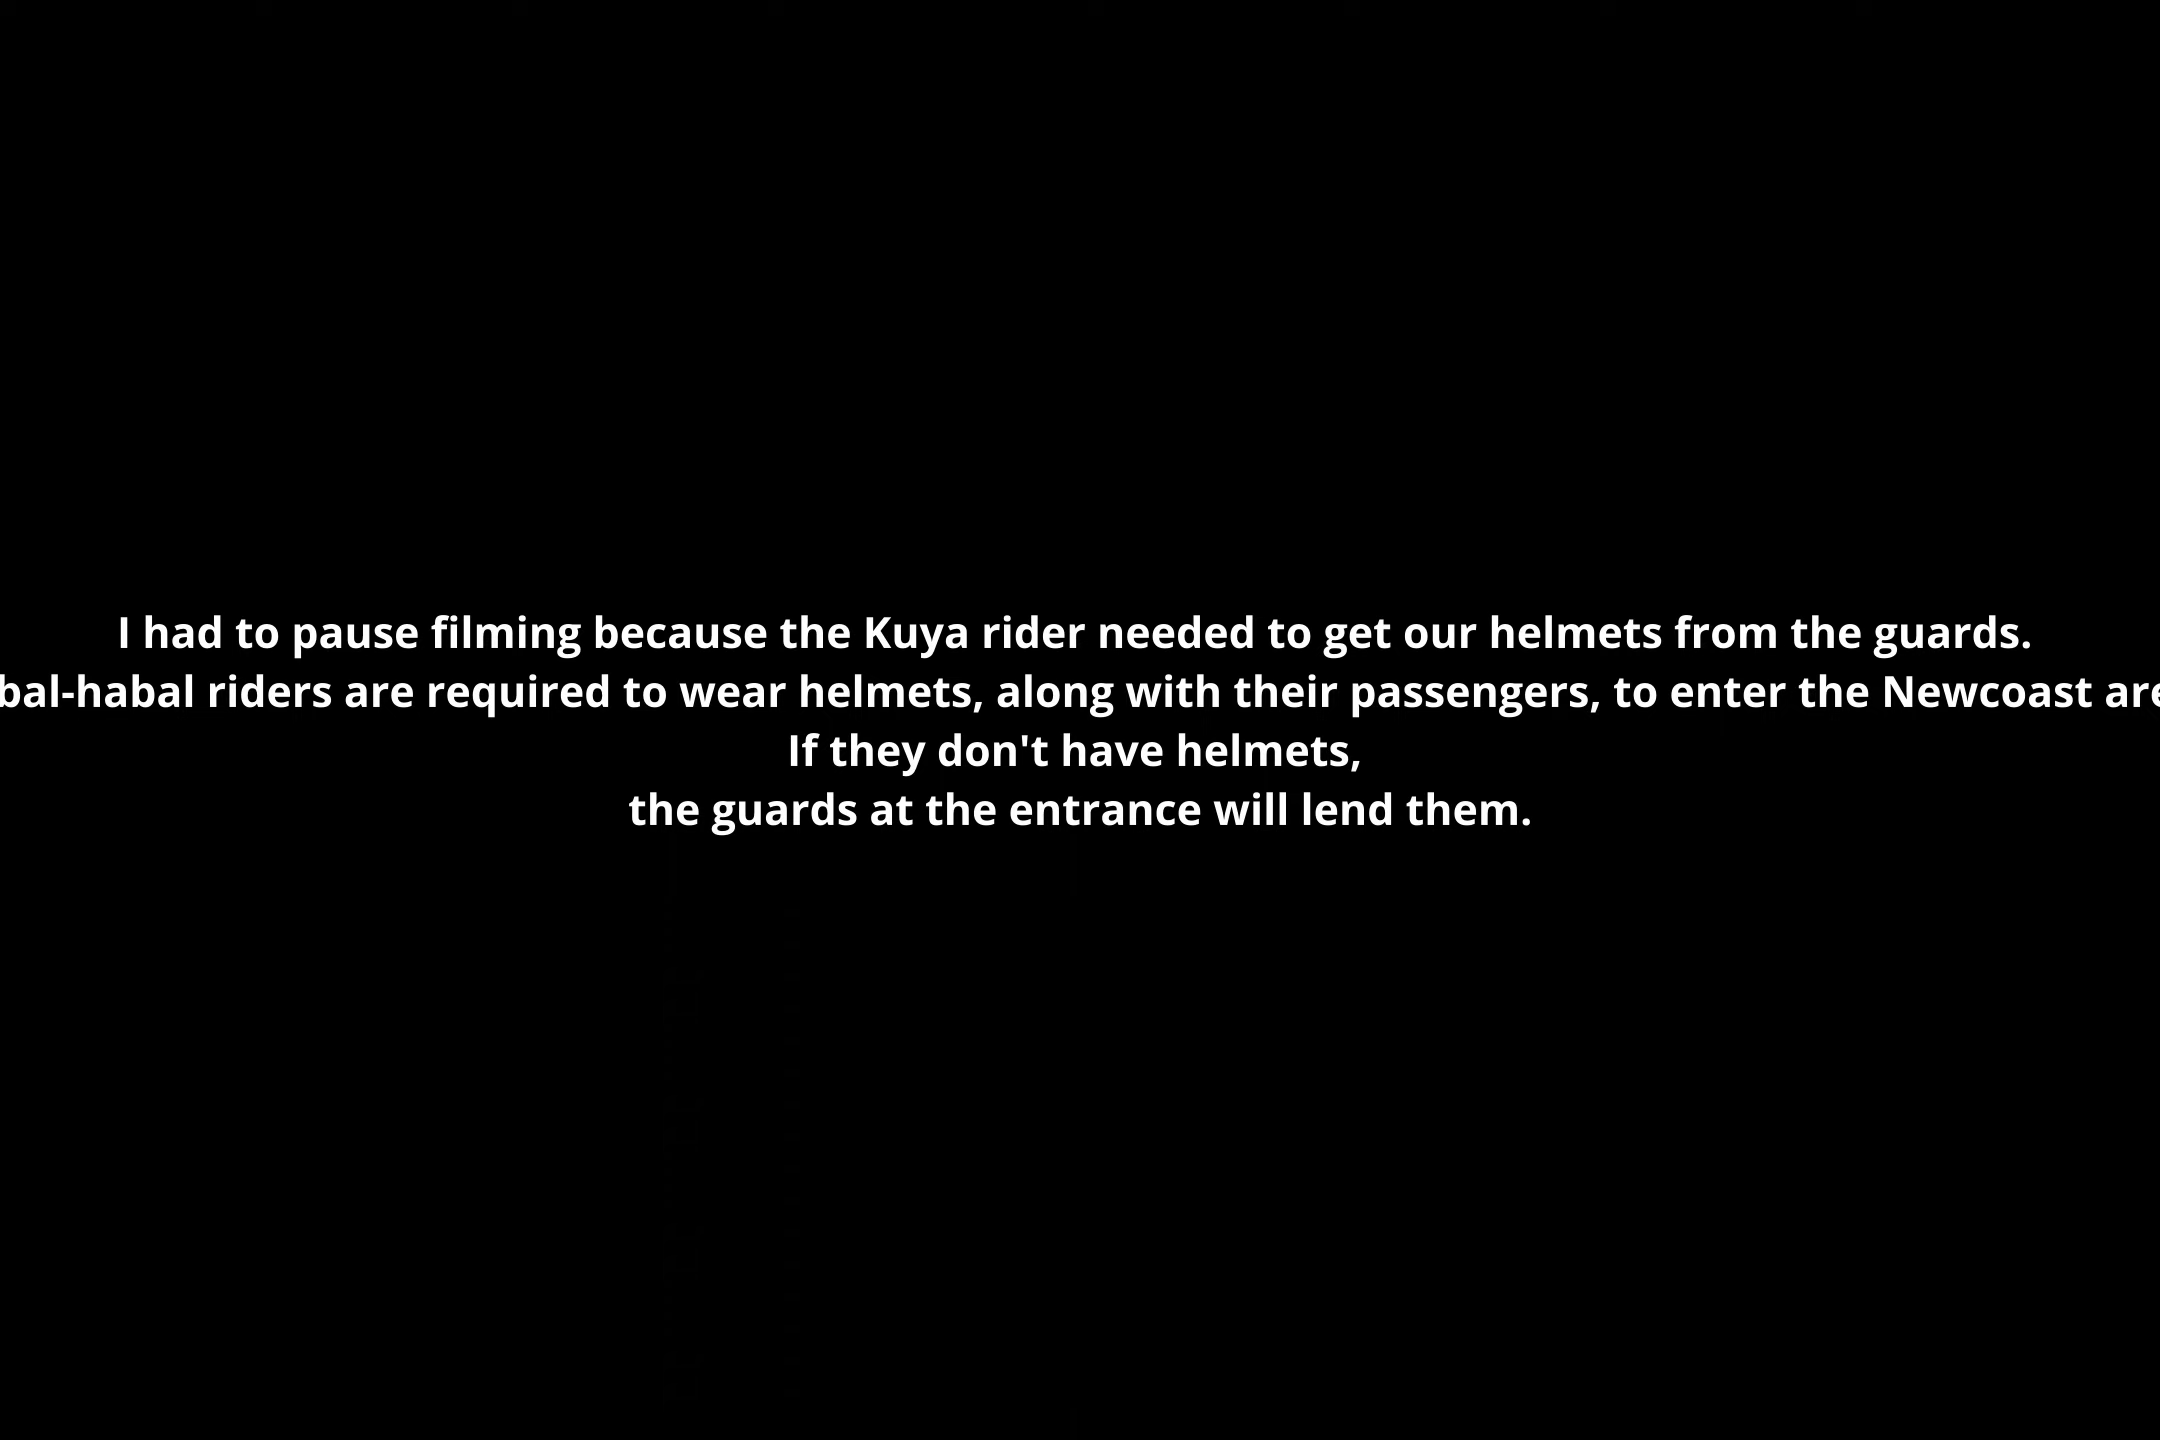 I had to pause filming because the Kuya rider needed to get our helmets from the guards.
bal-habal riders are required to wear helmets, along with their passengers, to enter the Newcoast are
If they don't have helmets,
the guards at the entrance will lend them.